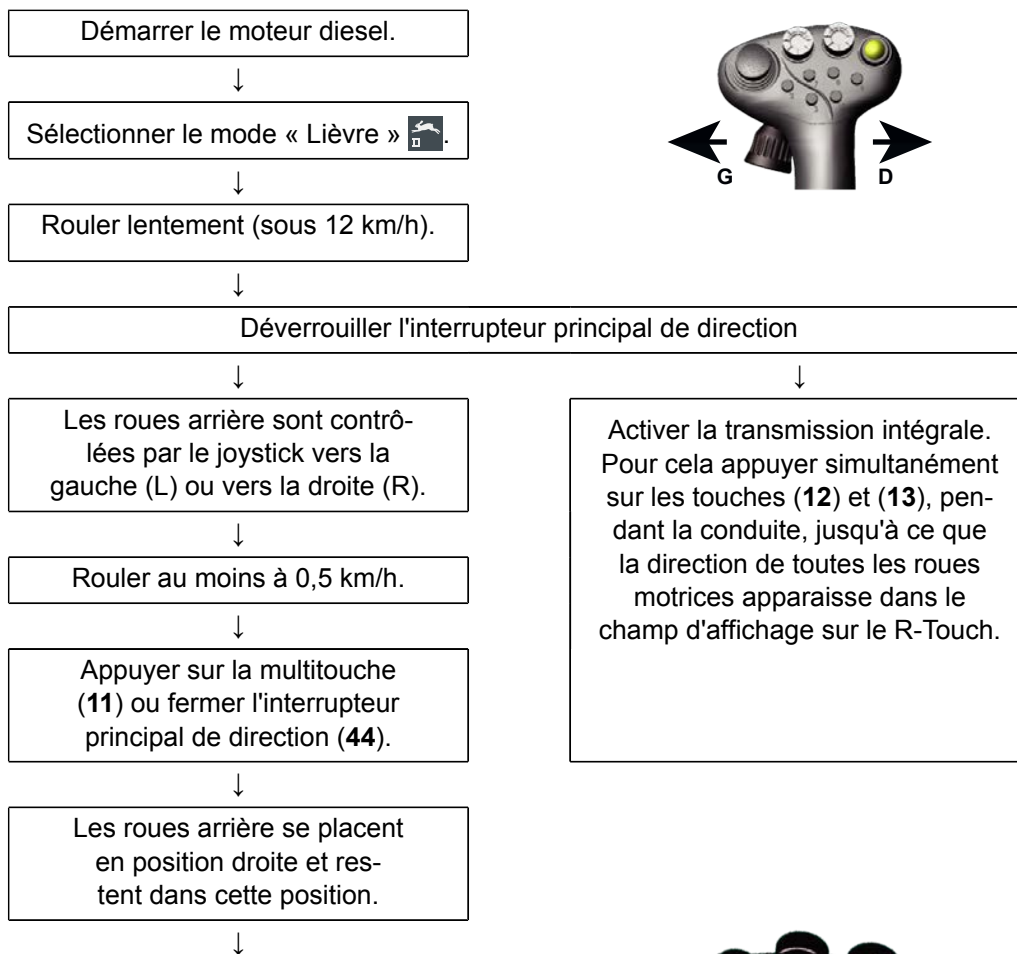 Démarrer le moteur diesel.
↓
Sélectionner le mode « Lièvre » .
↓
Rouler lentement (sous 12 km/h).
G
D
↓
Déverrouiller l'interrupteur principal de direction
↓
Les roues arrière sont contrô-
lées par le joystick vers la
gauche (L) ou vers la droite (R).
↓
Rouler au moins à 0,5 km/h.
↓
Appuyer sur la multitouche
(11) ou fermer l'interrupteur
principal de direction (44).
↓
Les roues arrière se placent
en position droite et res-
tent dans cette position.
↓
↓
Activer la transmission intégrale.
Pour cela appuyer simultanément
sur les touches (12) et (13), pen-
dant la conduite, jusqu'à ce que
la direction de toutes les roues
motrices apparaisse dans le
champ d'affichage sur le R-Touch.